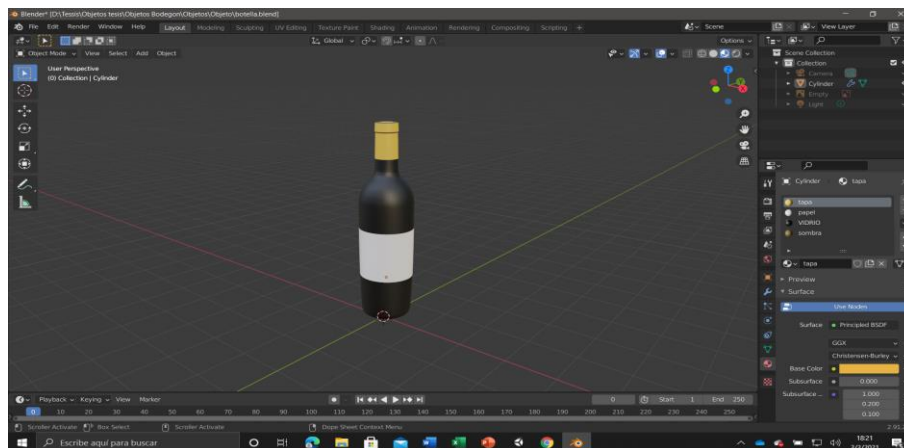 Blender* [D:\Tessis\Objetos tesis\Objetos Bodegon\Objetos\Objeto\botella.blend]
File Edit Render Window Help Layout Modeling Sculpting UV Editing Texture Paint Shading Animation Rendering Compositing Scripting + Scene View Layer
Global Options
Object Mode View Select Add Object
User Perspective
(0) Collection | Cylinder
Scene Collection
Collection
Camera
Cylinder
Empty
Light
Cylinder tapa
tapa
papel
VIDRIO
sombra
tapa
Preview
Surface
Use Nodes
Surface Principled BSDF
GGX
Christensen-Burley
Base Color
Subsurface 0.000
Subsurface ... 1.000
0.200
0.100
Playback Keying View Marker 0 Start 1 End 250
0 10 20 30 40 50 60 70 80 90 100 110 120 130 140 150 160 170 180 190 200 210 220 230 240 250
Scroller Activate Box Select Scroller Activate Dope Sheet Context Menu
Escribe aquí para buscar
18:21